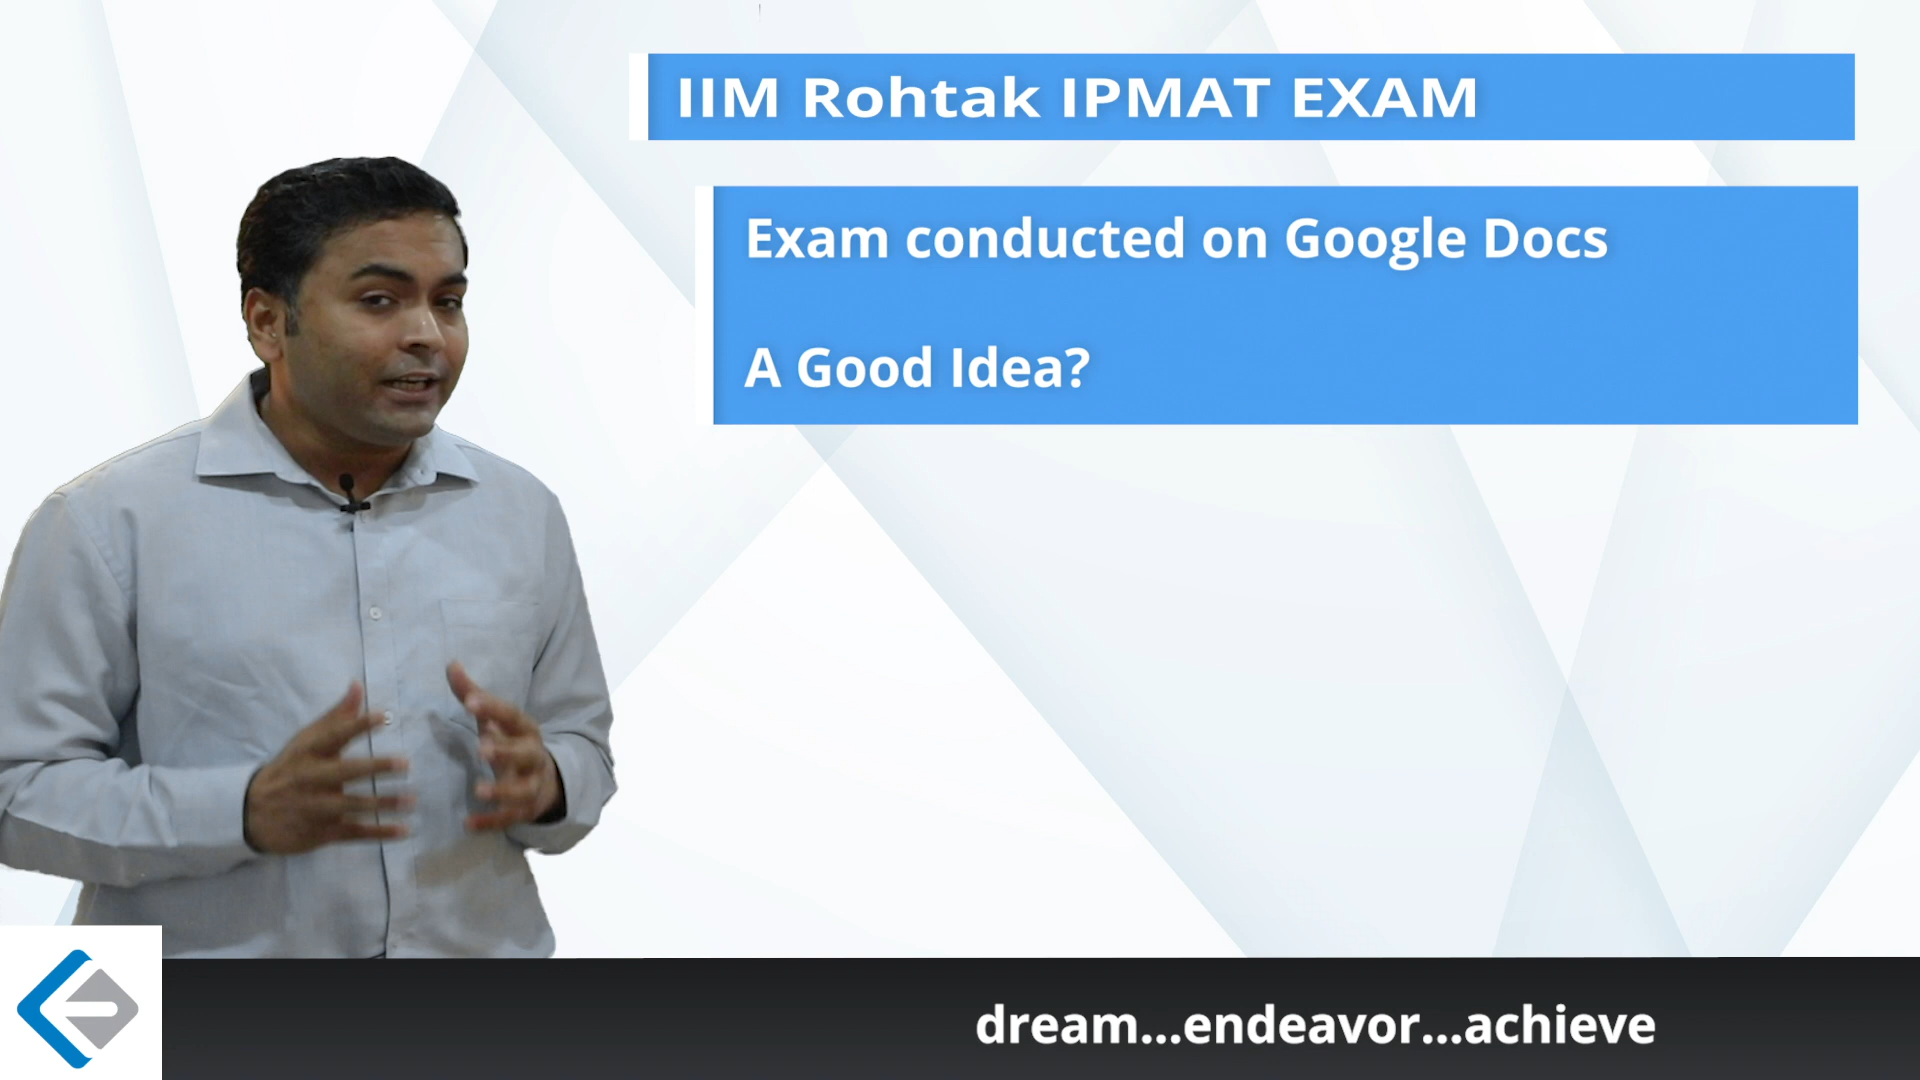 IIM Rohtak IPMAT EXAM
Exam conducted on Google Docs
A Good Idea?
dream...endeavor...achieve